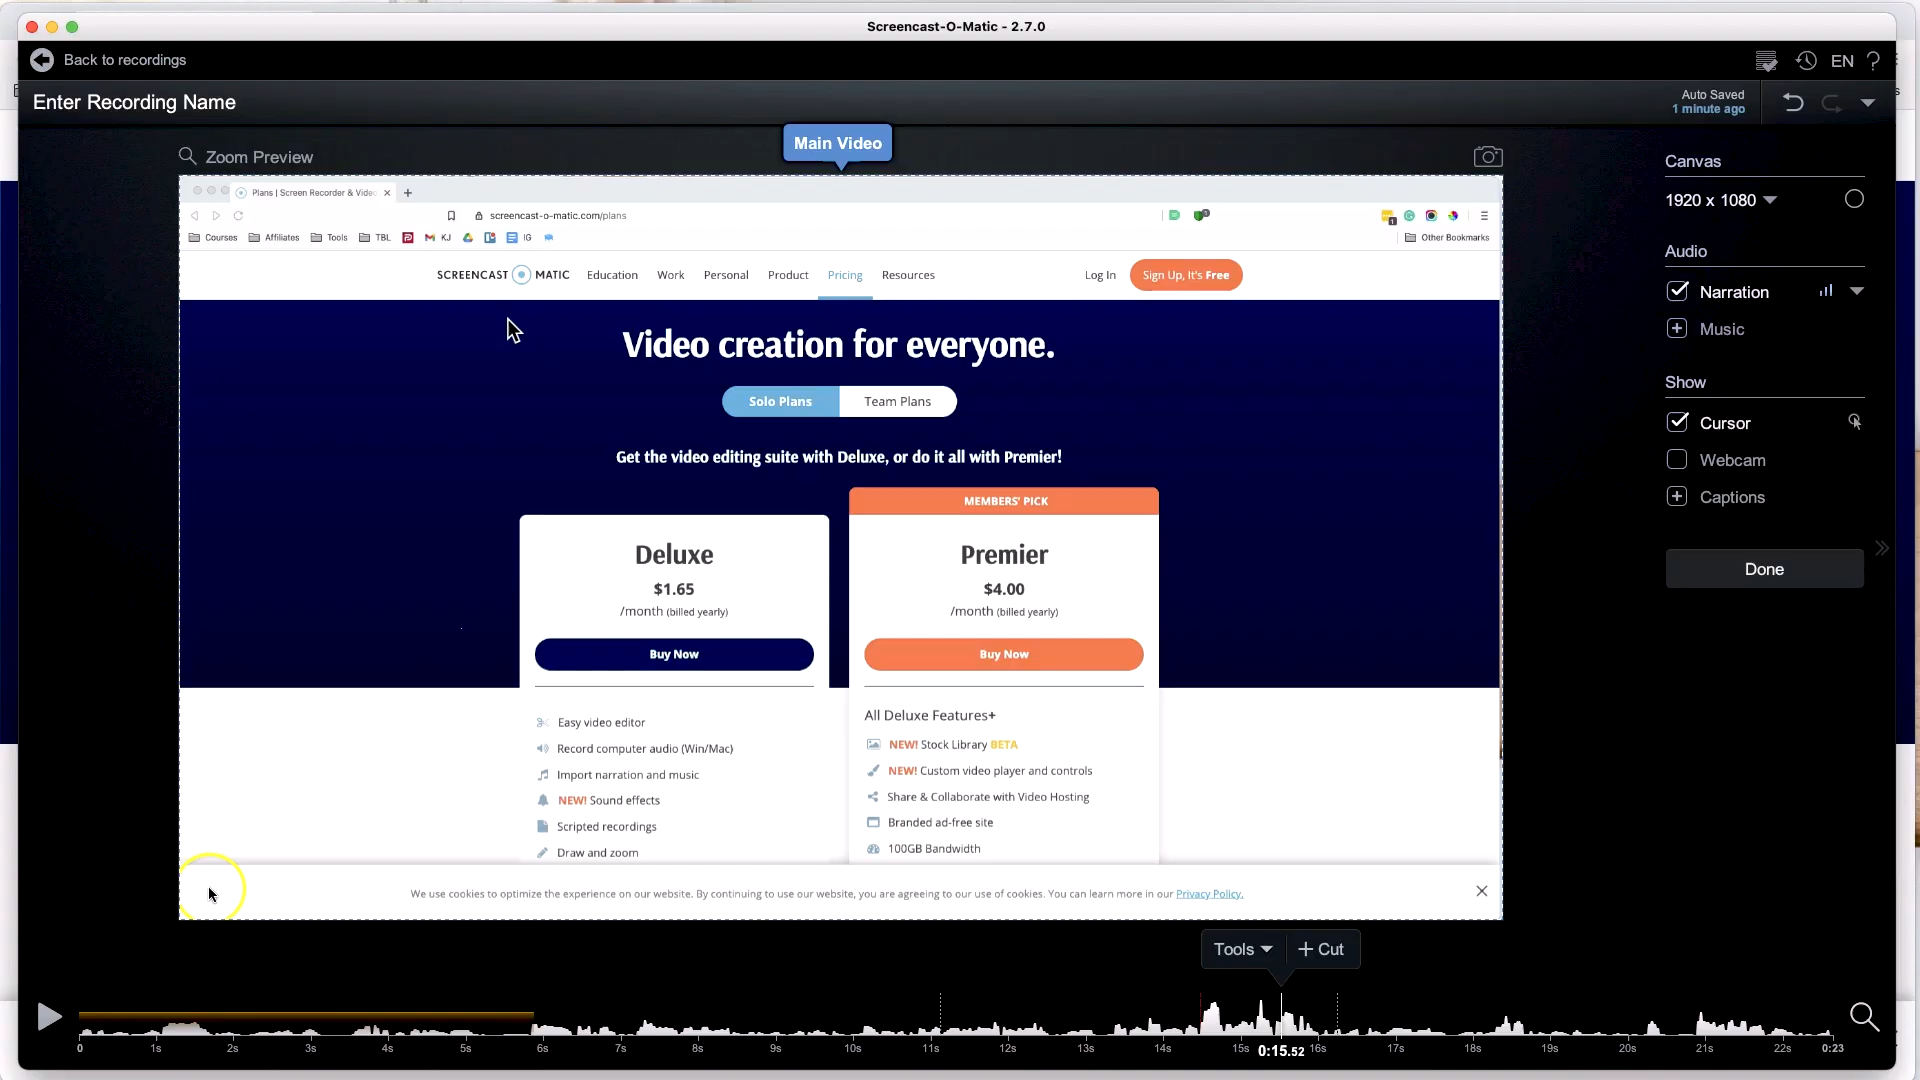 Screencast-O-Matic - 2.7.0
Back to recordings
EN ?
Enter Recording Name
Auto Saved
1 minute ago
Main Video
Zoom Preview
Canvas
1920 x 1080
Audio
Narration
Music
Show
Cursor
Webcam
Captions
Done
Plans | Screen Recorder & Video
screencast-o-matic.com/plans
Courses Affiliates Tools TBL KJ IG Other Bookmarks
SCREENCAST MATIC Education Work Personal Product Pricing Resources Log In Sign Up, It's Free
Video creation for everyone.
Solo Plans Team Plans
Get the video editing suite with Deluxe, or do it all with Premier!
MEMBERS' PICK
Deluxe
$1.65
/month (billed yearly)
Buy Now
Easy video editor
Record computer audio (Win/Mac)
Import narration and music
NEW! Sound effects
Scripted recordings
Draw and zoom
Premier
$4.00
/month (billed yearly)
Buy Now
All Deluxe Features+
NEW! Stock Library BETA
NEW! Custom video player and controls
Share & Collaborate with Video Hosting
Branded ad-free site
100GB Bandwidth
We use cookies to optimize the experience on our website. By continuing to use our website, you are agreeing to our use of cookies. You can learn more in our Privacy Policy.
Tools + Cut
0 1s 2s 3s 4s 5s 6s 7s 8s 9s 10s 11s 12s 13s 14s 15s 0:15.52 16s 17s 18s 19s 20s 21s 22s 0:23